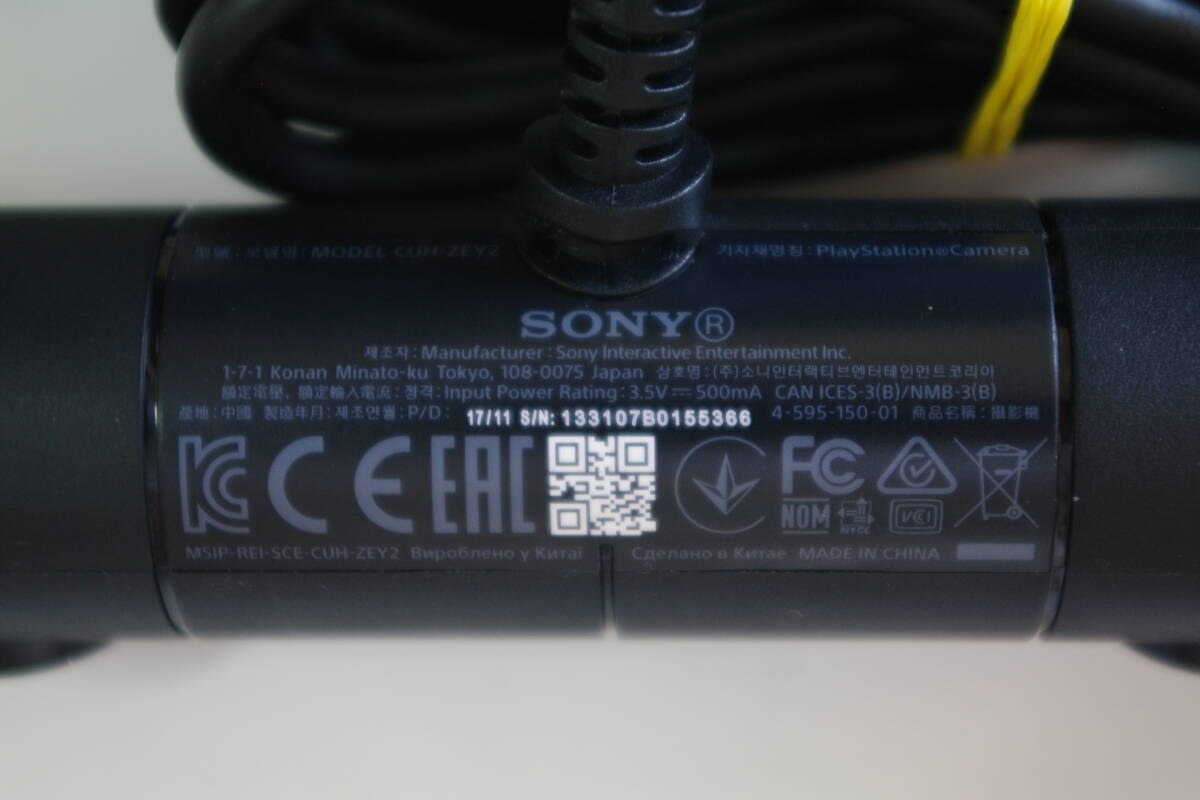 型號 : 모델명 : MODEL CUH-ZEY2 기자재명칭 : PlayStation®Camera
SONY®
제조자 : Manufacturer : Sony Interactive Entertainment Inc.
1-7-1 Konan Minato-ku Tokyo, 108-0075 Japan 상호명 : (주)소니인터랙티브엔터테인먼트코리아
額定電壓, 額定輸入電流 : 정격 : Input Power Rating : 3.5V ⎓ 500mA CAN ICES-3(B)/NMB-3(B)
產地 : 中國 製造年月 : 제조연월 : P/D : 17/11 S/N: 133107B0155366 4-595-150-01 商品名稱 : 攝影機
KC CE EAC FC
NOM NYCE VCCI
MSIP-REI-SCE-CUH-ZEY2 Вироблено у Китаї Сделано в Китае MADE IN CHINA